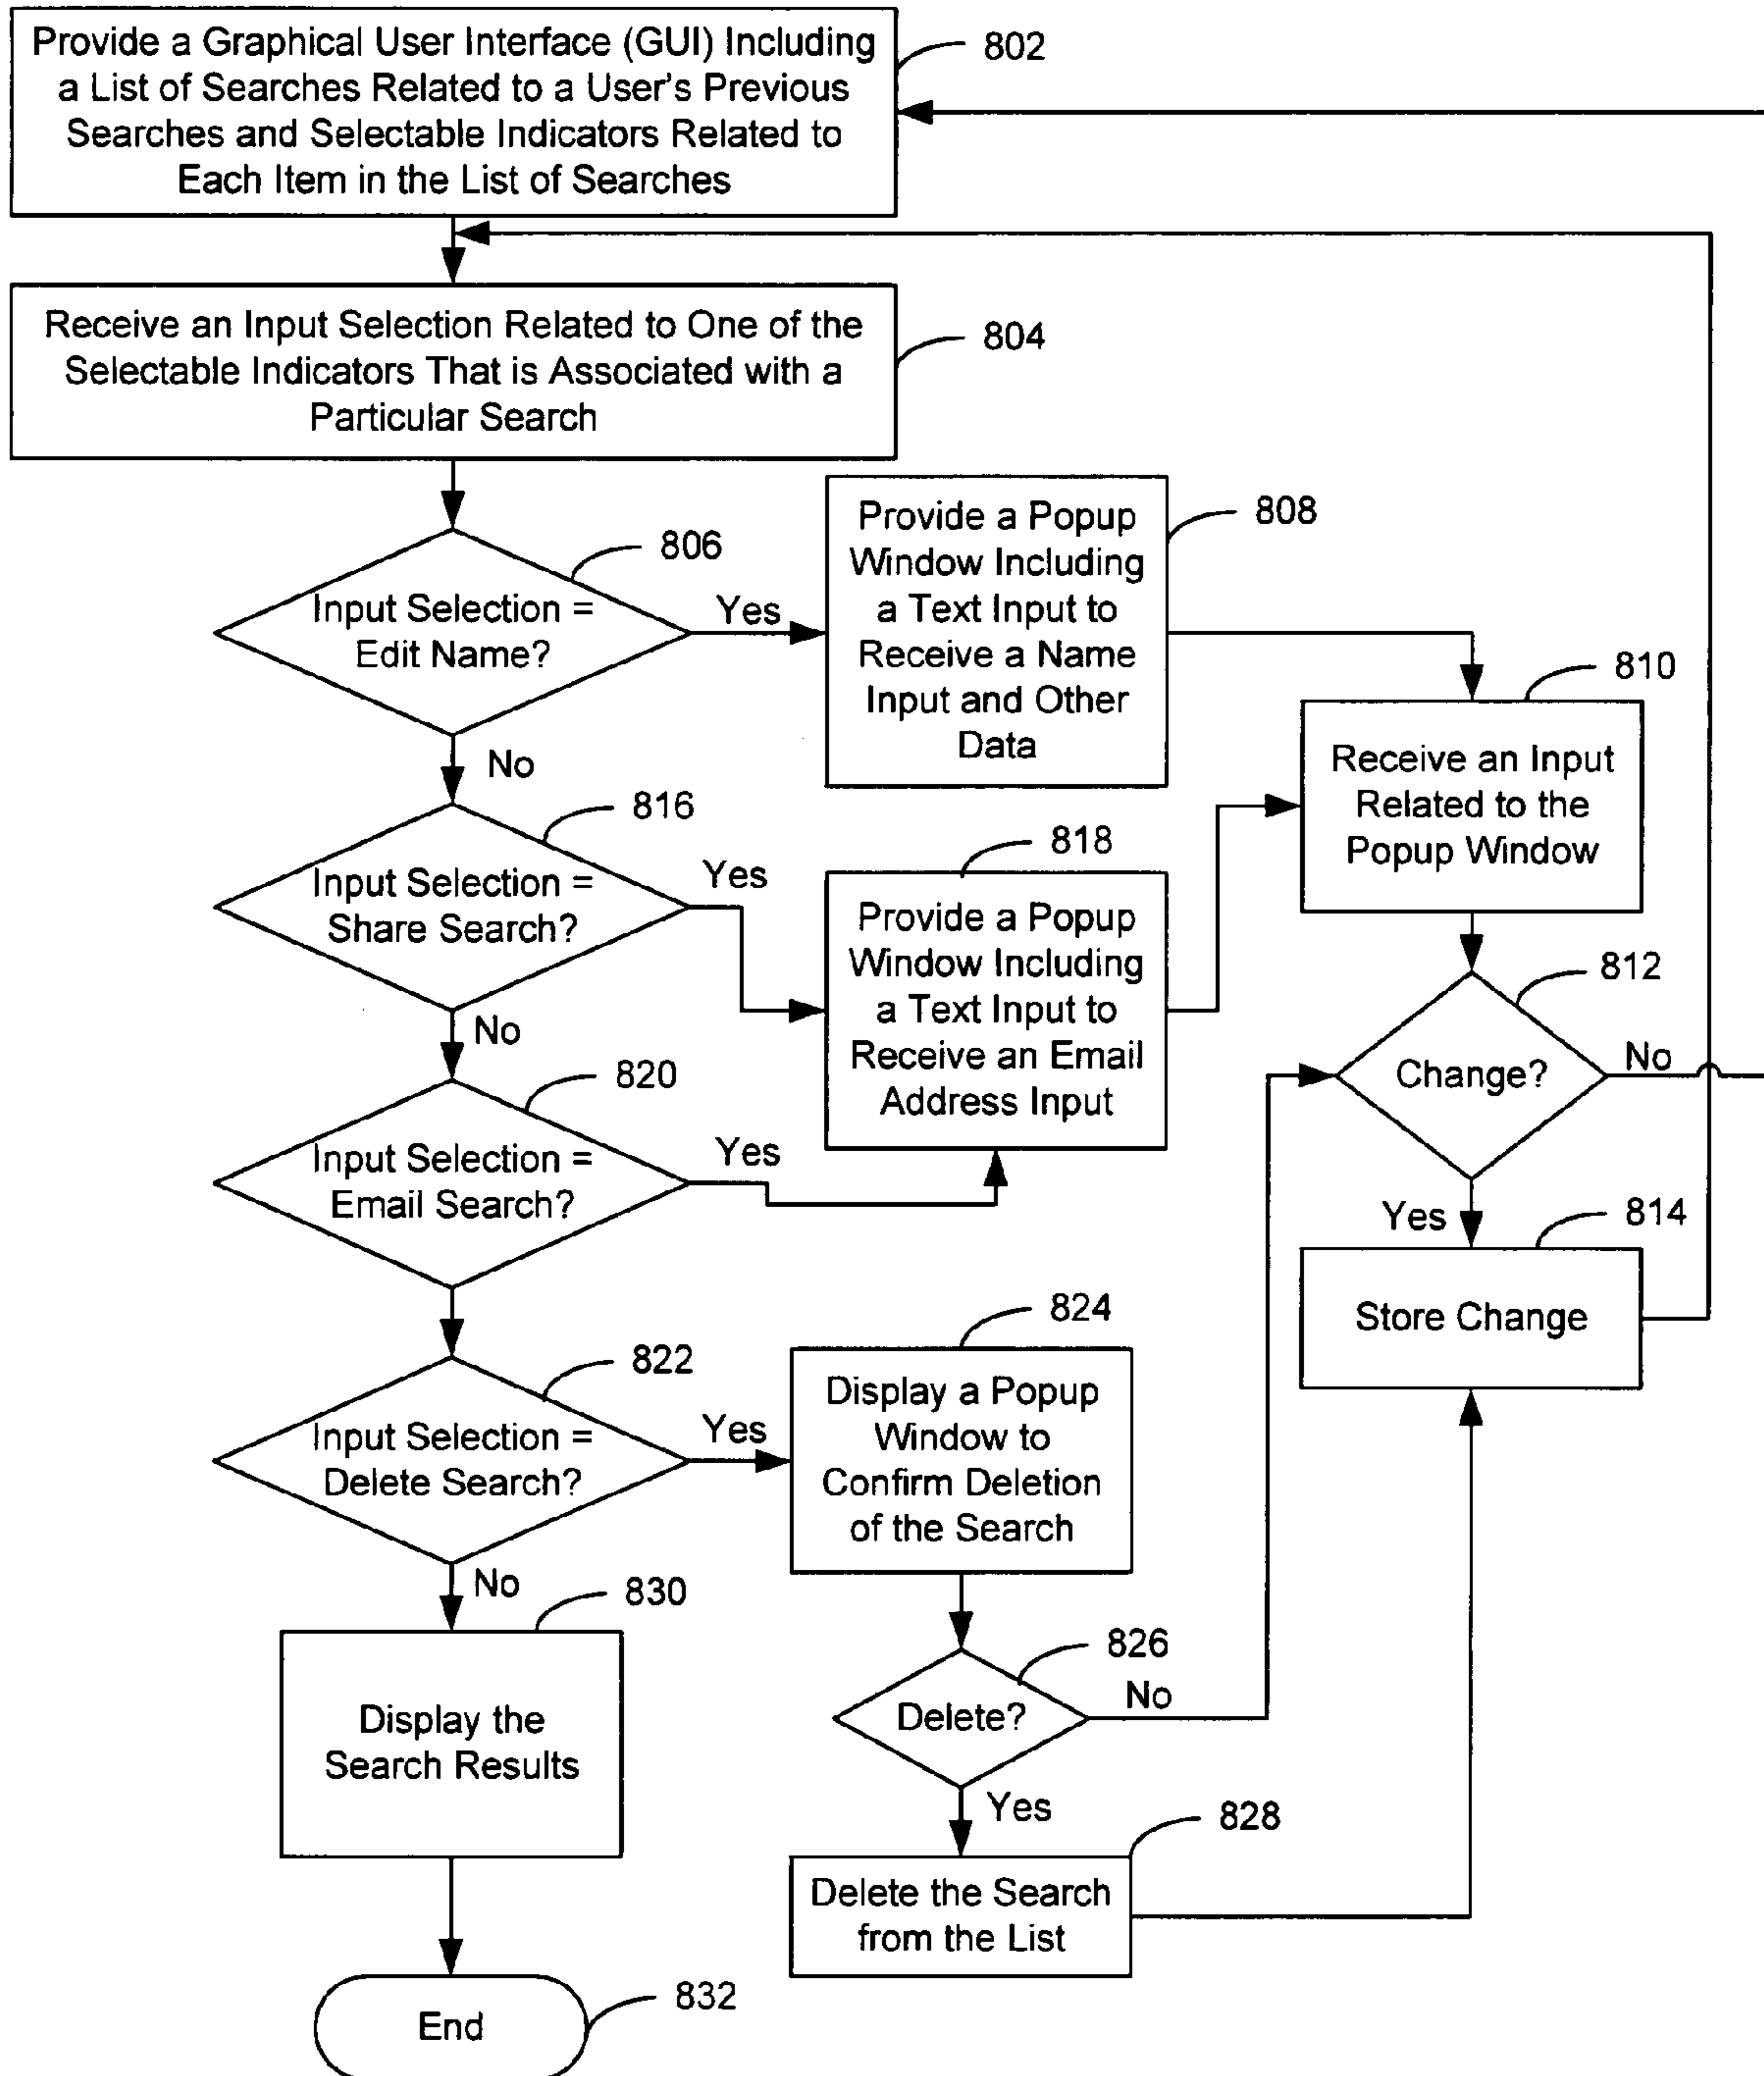 Provide a Graphical User Interface (GUI) Including
a List of Searches Related to a User's Previous
Searches and Selectable Indicators Related to
Each Item in the List of Searches
802
Receive an Input Selection Related to One of the
Selectable Indicators That is Associated with a
Particular Search
804
Input Selection =
Edit Name?
806
Yes
No
Provide a Popup
Window Including
a Text Input to
Receive a Name
Input and Other
Data
808
Receive an Input
Related to the
Popup Window
810
Input Selection =
Share Search?
816
Yes
No
Provide a Popup
Window Including
a Text Input to
Receive an Email
Address Input
818
Change?
812
No
Yes
Input Selection =
Email Search?
820
Yes
Store Change
814
Input Selection =
Delete Search?
822
Yes
No
Display a Popup
Window to
Confirm Deletion
of the Search
824
Delete?
826
No
Yes
Display the
Search Results
830
Delete the Search
from the List
828
End
832